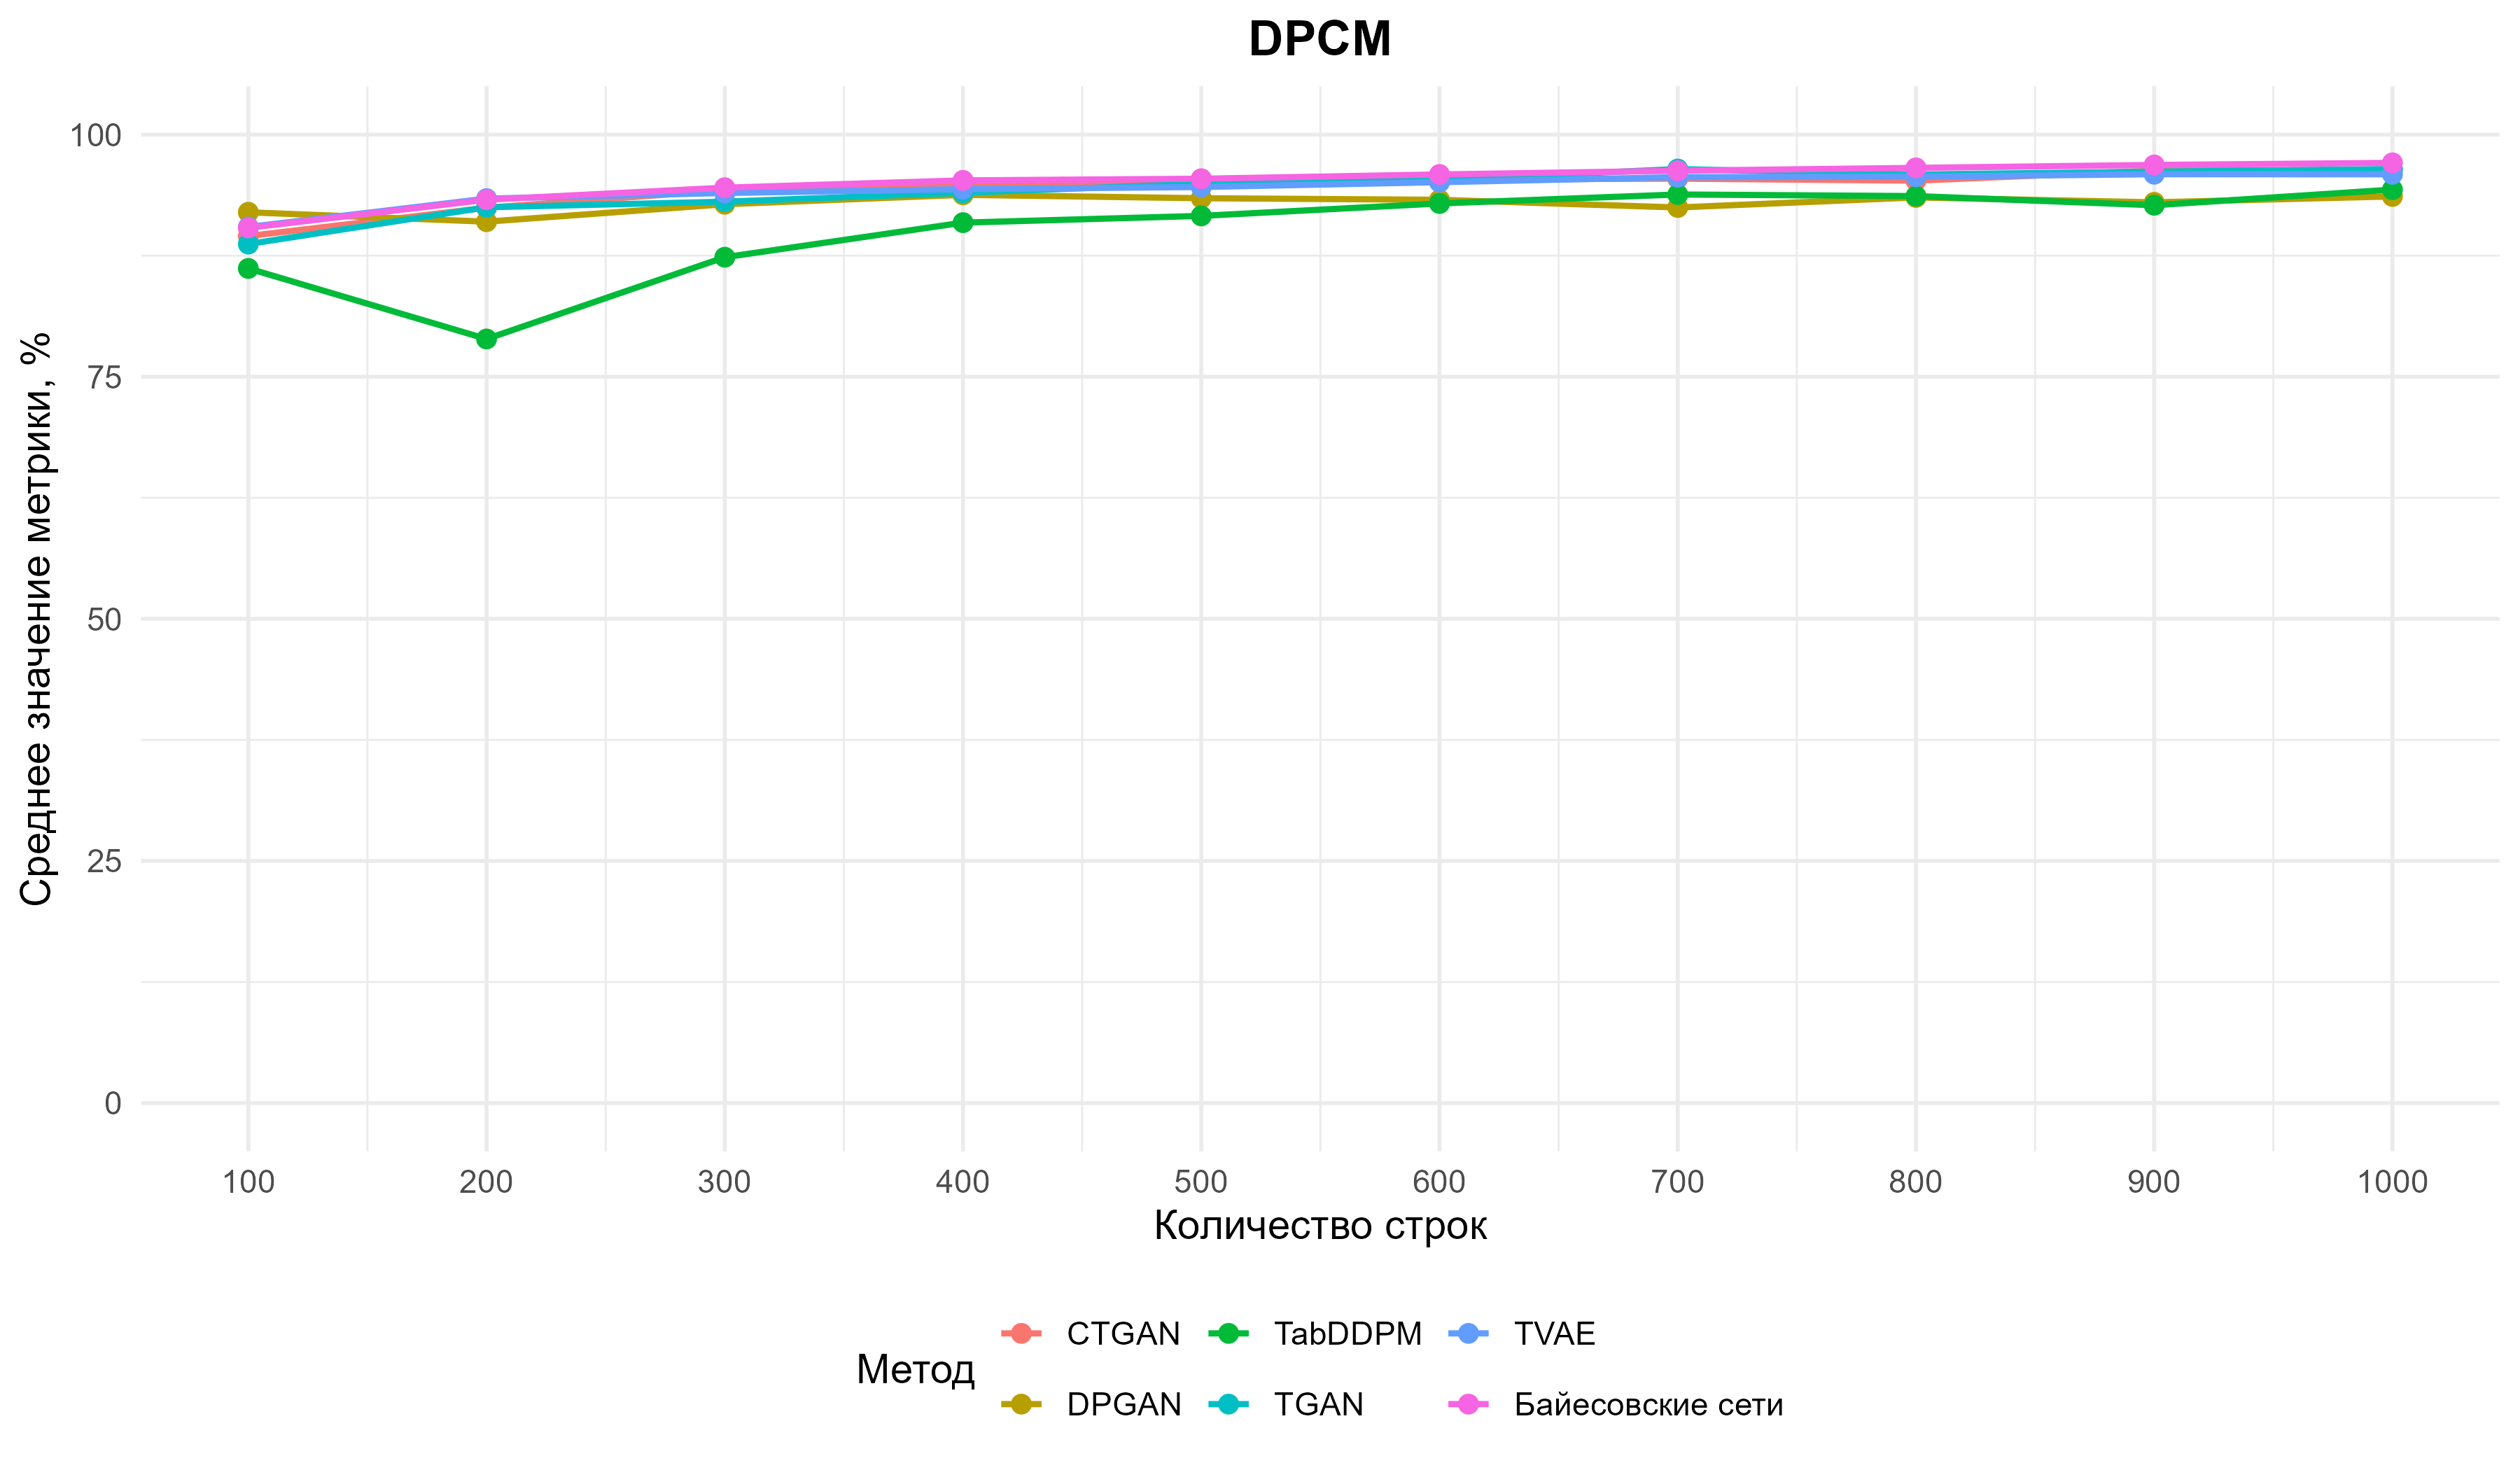 DPCM
Среднее значение метрики, %
100
75
50
25
0
100 200 300 400 500 600 700 800 900 1000
Количество строк
Метод
CTGAN TabDDPM TVAE
DPGAN TGAN Байесовские сети